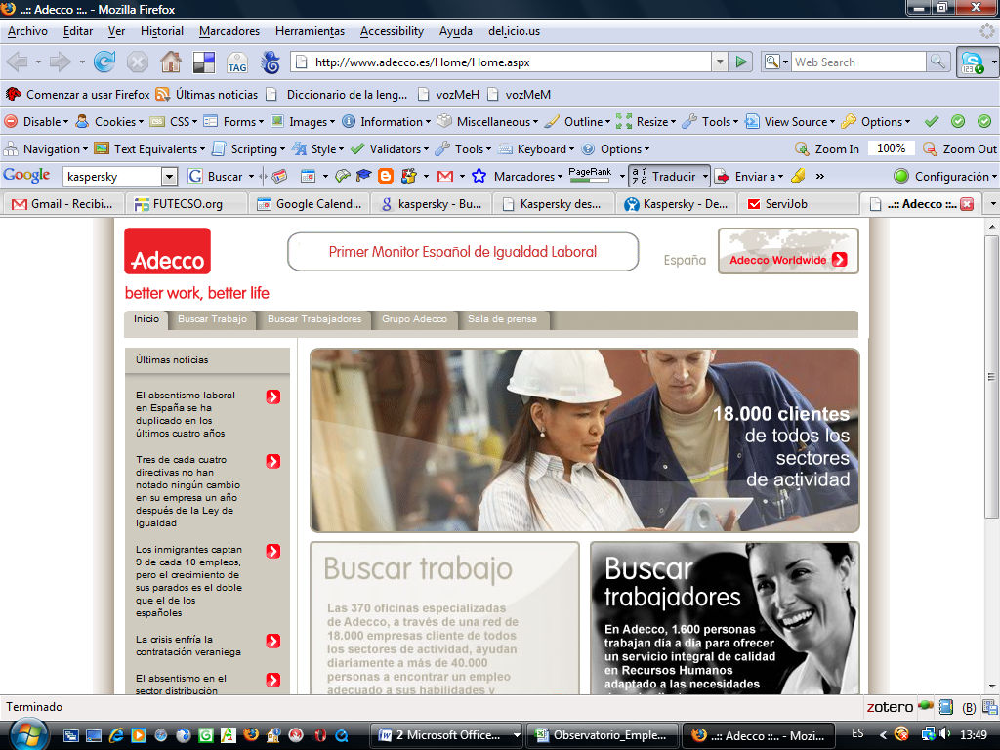 ..:: Adecco ::.. - Mozilla Firefox
Archivo Editar Ver Historial Marcadores Herramientas Accessibility Ayuda del.icio.us
TAG http://www.adecco.es/Home/Home.aspx Web Search
Comenzar a usar Firefox Últimas noticias Diccionario de la leng... vozMeH vozMeM
Disable Cookies CSS Forms Images Information Miscellaneous Outline Resize Tools View Source Options
Navigation Text Equivalents Scripting Style Validators Tools Keyboard Options Zoom In 100% Zoom Out
Google kaspersky Buscar Marcadores PageRank Traducir Enviar a » Configuración
Gmail - Recibi... FUTECSO.org Google Calend... kaspersky - Bu... Kaspersky des... Kaspersky - De... ServiJob ..:: Adecco ::..
Adecco
better work, better life
Primer Monitor Español de Igualdad Laboral
España
Adecco Worldwide
Inicio Buscar Trabajo Buscar Trabajadores Grupo Adecco Sala de prensa
Últimas noticias
El absentismo laboral
en España se ha
duplicado en los
últimos cuatro años
Tres de cada cuatro
directivas no han
notado ningún cambio
en su empresa un año
después de la Ley de
Igualdad
Los inmigrantes captan
9 de cada 10 empleos,
pero el crecimiento de
sus parados es el doble
que el de los
españoles
La crisis enfría la
contratación veraniega
El absentismo en el
sector distribución
18.000 clientes
de todos los
sectores
de actividad
Buscar trabajo
Las 370 oficinas especializadas
de Adecco, a través de una red de
18.000 empresas cliente de todos
los sectores de actividad, ayudan
diariamente a más de 40.000
personas a encontrar un empleo
adecuado a sus habilidades y
Buscar
trabajadores
En Adecco, 1.600 personas
trabajan día a día para ofrecer
un servicio integral de calidad
en Recursos Humanos
adaptado a las necesidades
Terminado zotero (B)
2 Microsoft Office... Observatorio_Emple... ..:: Adecco ::.. - Mozi... ES 13:49